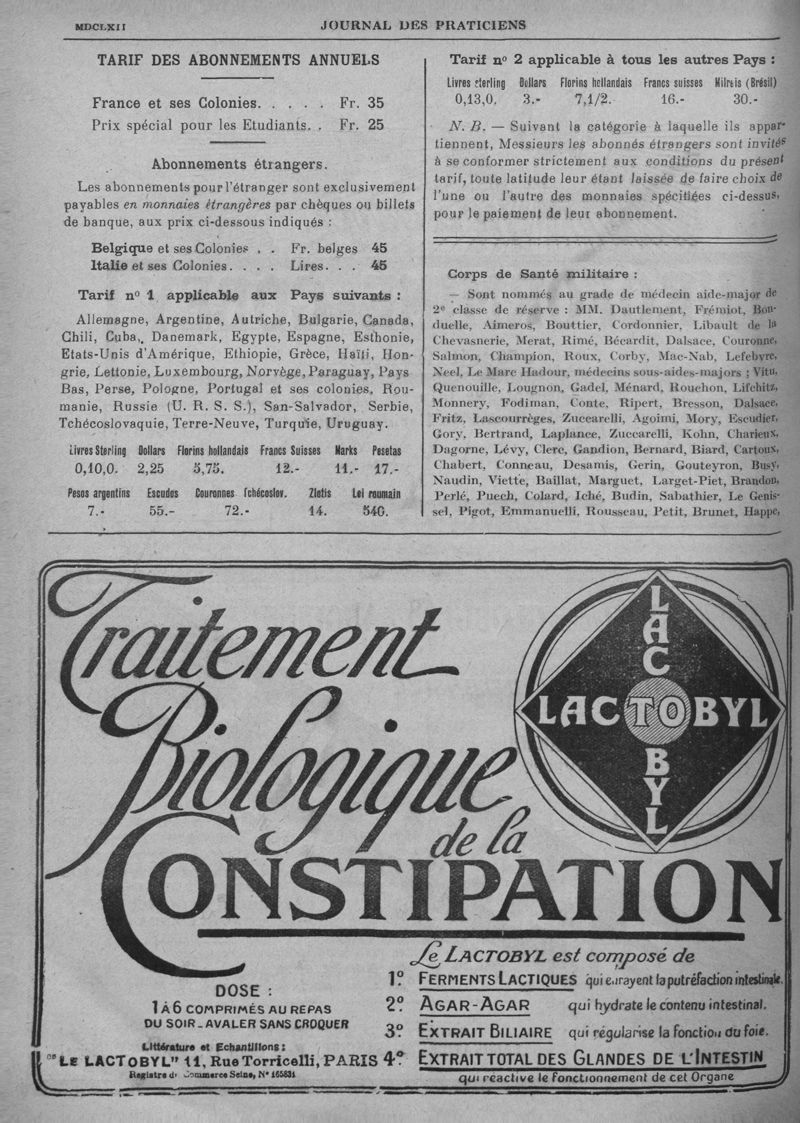 MDCLXII
JOURNAL DES PRATICIENS
TARIF DES ABONNEMENTS ANNUELS
France et ses Colonies. . . . . Fr. 35
Prix spécial pour les Etudiants. . Fr. 25
Abonnements étrangers.
Les abonnements pour l'étranger sont exclusivement
payables en monnaies étrangères par chèques ou billets
de banque, aux prix ci-dessous indiqués :
Belgique et ses Colonies . . Fr. belges 45
Italie et ses Colonies. . . . Lires. . . 45
Tarif nº 1 applicable aux Pays suivants :
Allemagne, Argentine, Autriche, Bulgarie, Canada,
Chili, Cuba, Danemark, Egypte, Espagne, Esthonie,
Etats-Unis d'Amérique, Ethiopie, Grèce, Haïti, Hon-
grie, Lettonie, Luxembourg, Norvège, Paraguay, Pays
Bas, Perse, Pologne, Portugal et ses colonies, Rou-
manie, Russie (U. R. S. S.), San-Salvador, Serbie,
Tchécoslovaquie, Terre-Neuve, Turquie, Uruguay.
Livres Sterling Dollars Florins hollandais Francs Suisses Marks Pesetas
0,10,0. 2,25 5,75. 12.- 11.- 17.-
Pesos argentins Escudos Couronnes Tchécoslov. Zlotis Lei roumain
7.- 55.- 72.- 14. 540.
Tarif nº 2 applicable à tous les autres Pays :
Livres sterling Dollars Florins hollandais Francs suisses Milreis (Brésil)
0,13,0. 3.- 7,1/2. 16.- 30.-
N. B. — Suivant la catégorie à laquelle ils appar-
tiennent, Messieurs les abonnés étrangers sont invités
à se conformer strictement aux conditions du présent
tarif, toute latitude leur étant laissée de faire choix de
l'une ou l'autre des monnaies spécifiées ci-dessus,
pour le paiement de leur abonnement.
Corps de Santé militaire :
— Sont nommés au grade de médecin aide-major de
2e classe de réserve : MM. Dautlement, Frémiot, Bon-
duelle, Aimeros, Bouttier, Cordonnier, Libault de la
Chevasnerie, Merat, Rimé, Bécardit, Dalsace, Couronne,
Salmon, Champion, Roux, Corby, Mac-Nab, Lefebyre,
Neel, Le Marc Hadour, médecins sous-aides-majors ; Vitu,
Quenouille, Lougnon, Gadel, Ménard, Rouchon, Lifchitz,
Monnery, Fodiman, Conte, Ripert, Bresson, Dalsace,
Fritz, Lascourrèges, Zuccarelli, Agoimi, Mory, Escudier,
Gory, Bertrand, Laplance, Zuccarelli, Kohn, Charieux,
Dagorne, Lévy, Clerc, Gandion, Bernard, Biard, Cartoux,
Chabert, Conneau, Desamis, Gerin, Gouteyron, Busy,
Naudin, Viette, Baillat, Marguet, Larget-Piet, Brandon,
Perlé, Puech, Colard, Iché, Budin, Sabathier, Le Genis-
sel, Pigot, Emmanuelli, Rousseau, Petit, Brunet, Happe,
Traitement
Biologique
de la
CONSTIPATION
LACTOBYL
LACTOBYL
Le LACTOBYL est composé de
1º FERMENTS LACTIQUES qui enrayent la putréfaction intestinale.
2º AGAR-AGAR qui hydrate le contenu intestinal.
3º EXTRAIT BILIAIRE qui régularise la fonction du foie.
4º EXTRAIT TOTAL DES GLANDES DE L'INTESTIN
qui réactive le fonctionnement de cet Organe
DOSE :
1 À 6 COMPRIMÉS AU REPAS
DU SOIR - AVALER SANS CROQUER
Littérature et Echantillons :
"LE LACTOBYL" 11, Rue Torricelli, PARIS
Registre du Commerce Seine, Nº 165831